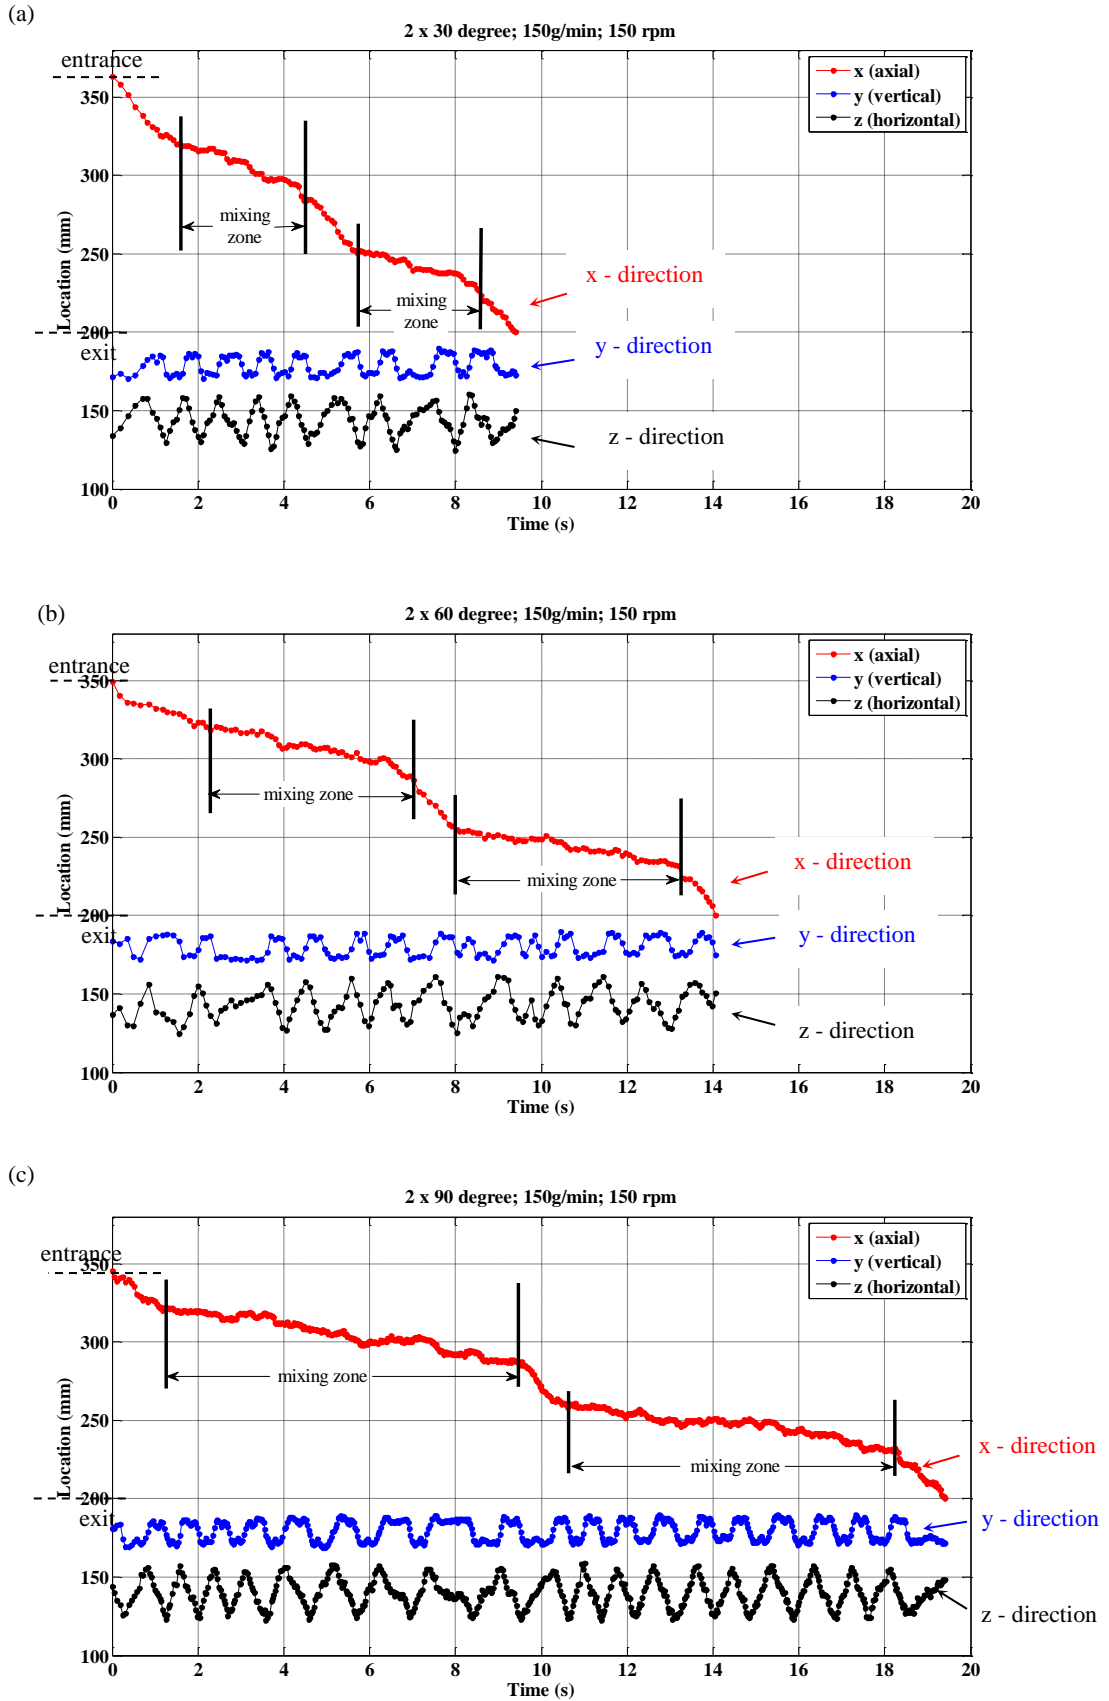 (a)
2 x 30 degree; 150g/min; 150 rpm
entrance
x (axial)
y (vertical)
z (horizontal)
350
300
250
200
150
100
Location (mm)
mixing
zone
mixing
zone
exit
x - direction
y - direction
z - direction
0 2 4 6 8 10 12 14 16 18 20
Time (s)
(b)
2 x 60 degree; 150g/min; 150 rpm
entrance
x (axial)
y (vertical)
z (horizontal)
350
300
250
200
150
100
Location (mm)
mixing zone
mixing zone
exit
x - direction
y - direction
z - direction
0 2 4 6 8 10 12 14 16 18 20
Time (s)
(c)
2 x 90 degree; 150g/min; 150 rpm
entrance
x (axial)
y (vertical)
z (horizontal)
350
300
250
200
150
100
Location (mm)
mixing zone
mixing zone
exit
x - direction
y - direction
z - direction
0 2 4 6 8 10 12 14 16 18 20
Time (s)